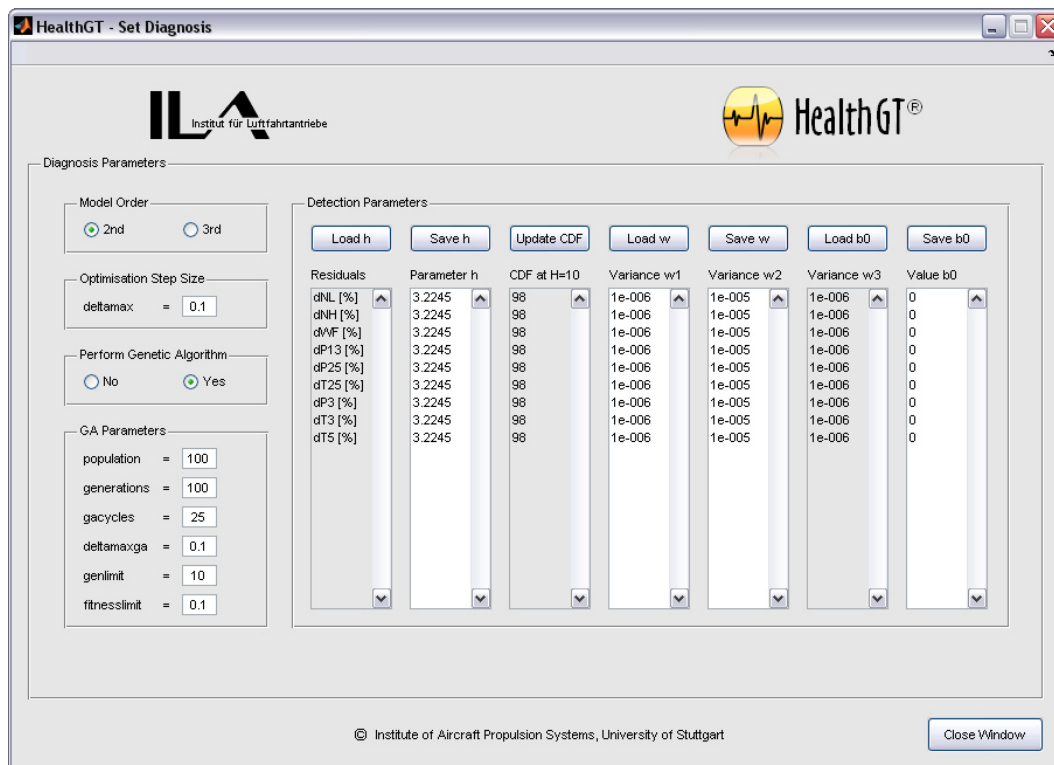 HealthGT - Set Diagnosis
ILA
Institut für Luftfahrtantriebe
HealthGT®
Diagnosis Parameters
Model Order
2nd 3rd
Optimisation Step Size
deltamax = 0.1
Perform Genetic Algorithm
No Yes
GA Parameters
population = 100
generations = 100
gacycles = 25
deltamaxga = 0.1
genlimit = 10
fitnesslimit = 0.1
Detection Parameters
Load h Save h Update CDF Load w Save w Load b0 Save b0
Residuals Parameter h CDF at H=10 Variance w1 Variance w2 Variance w3 Value b0
dNL [%] 3.2245 98 1e-006 1e-005 1e-006 0
dNH [%] 3.2245 98 1e-006 1e-005 1e-006 0
dWF [%] 3.2245 98 1e-006 1e-005 1e-006 0
dP13 [%] 3.2245 98 1e-006 1e-005 1e-006 0
dP25 [%] 3.2245 98 1e-006 1e-005 1e-006 0
dT25 [%] 3.2245 98 1e-006 1e-005 1e-006 0
dP3 [%] 3.2245 98 1e-006 1e-005 1e-006 0
dT3 [%] 3.2245 98 1e-006 1e-005 1e-006 0
dT5 [%] 3.2245 98 1e-006 1e-005 1e-006 0
© Institute of Aircraft Propulsion Systems, University of Stuttgart
Close Window